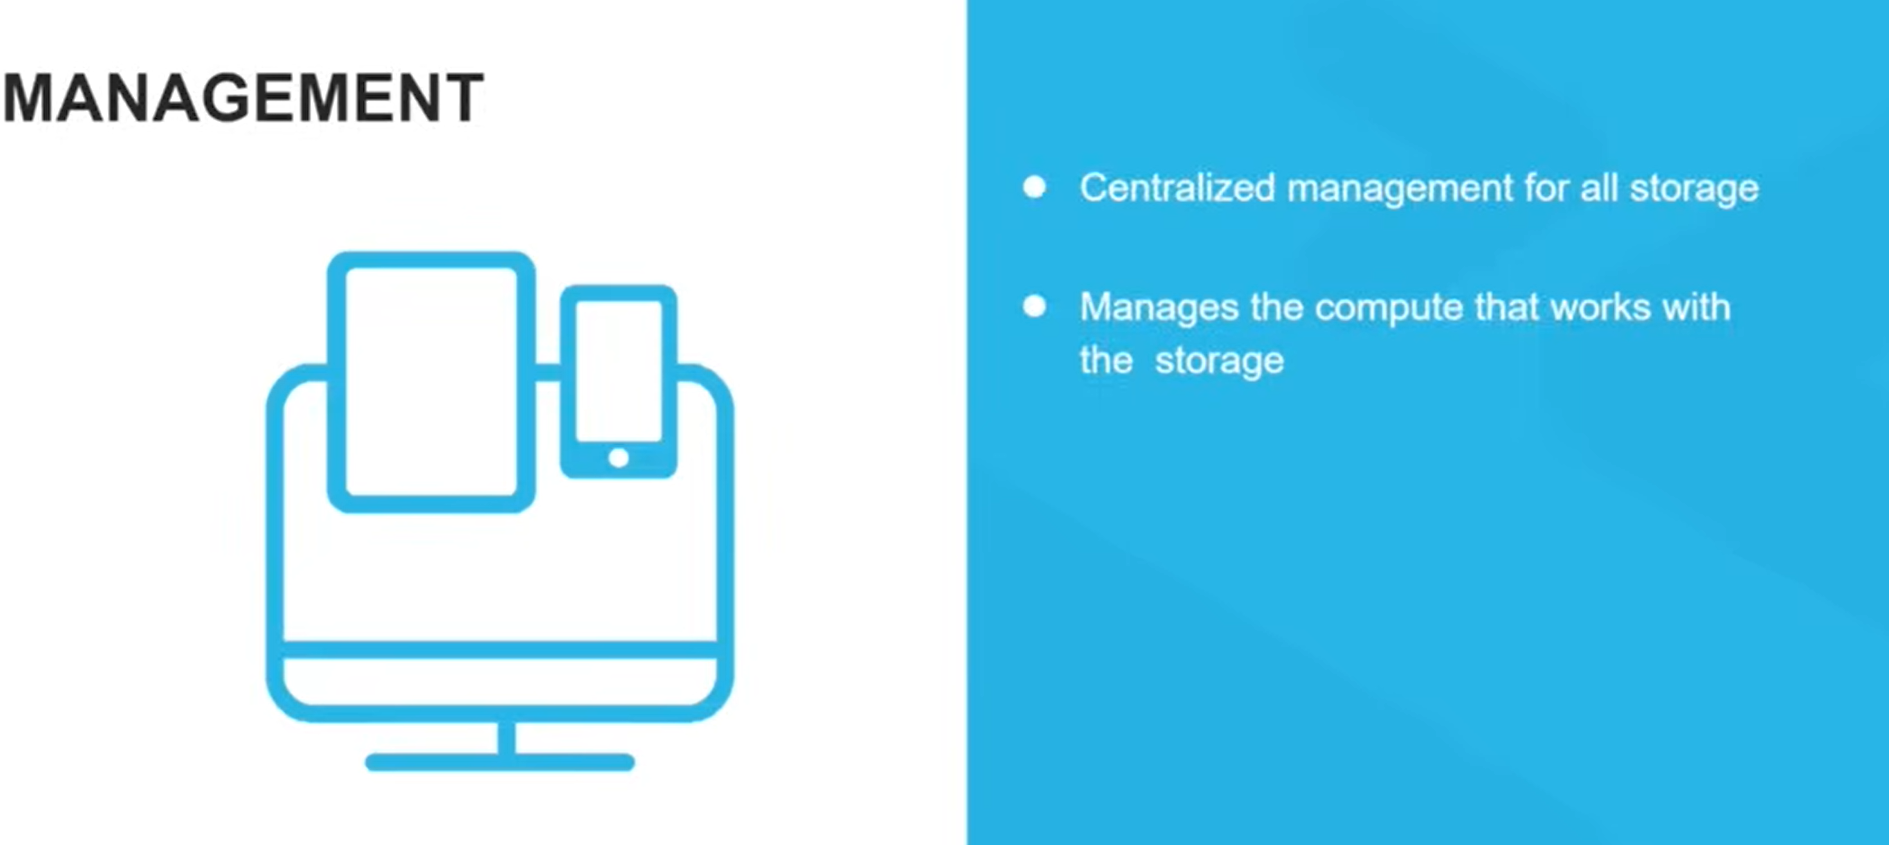 MANAGEMENT
Centralized management for all storage
Manages the compute that works with
the  storage